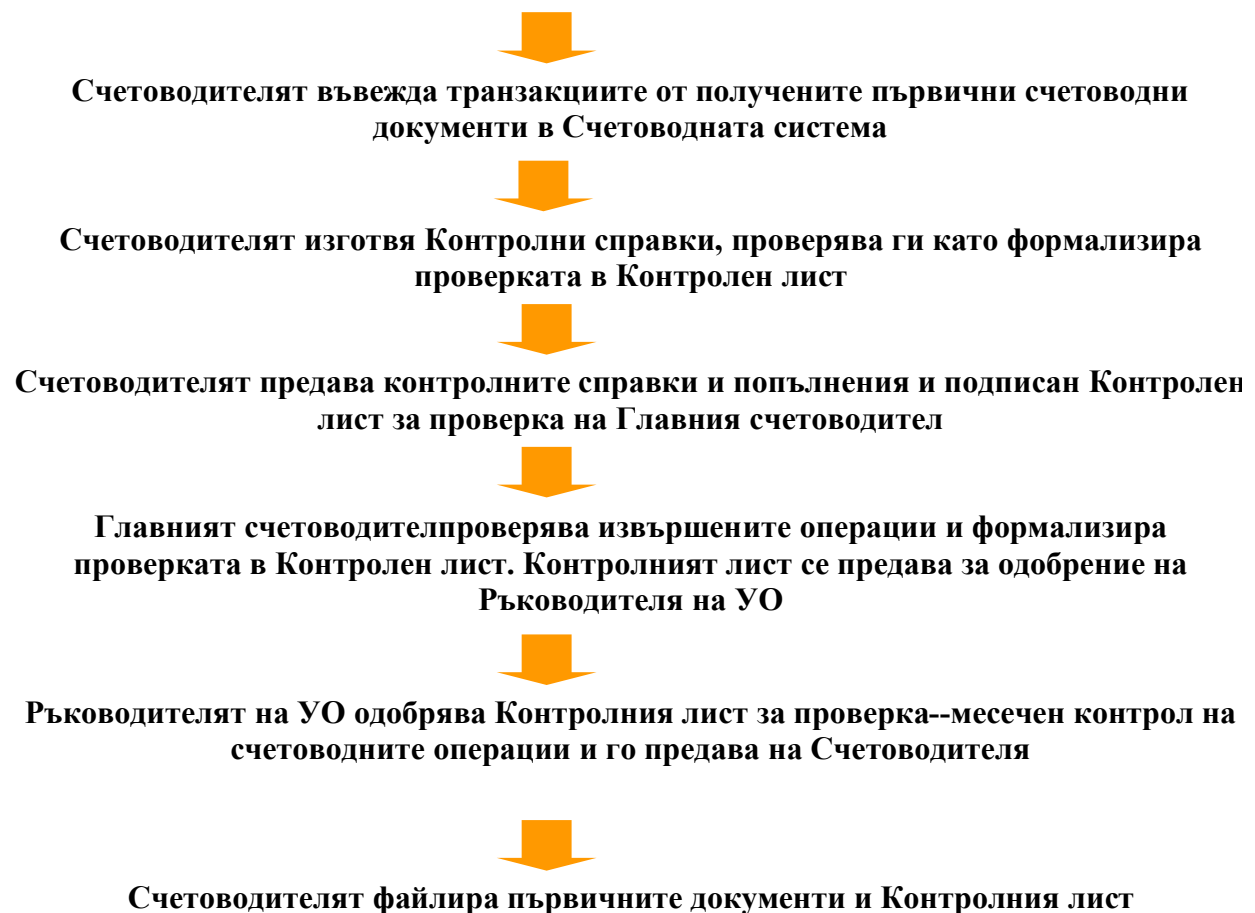 Счетоводителят въвежда транзакциите от получените първични счетоводни
документи в Счетоводната система
Счетоводителят изготвя Контролни справки, проверява ги като формализира
проверката в Контролен лист
Счетоводителят предава контролните справки и попълнения и подписан Контролен
лист за проверка на Главния счетоводител
Главният счетоводителпроверява извършените операции и формализира
проверката в Контролен лист. Контролният лист се предава за одобрение на
Ръководителя на УО
Ръководителят на УО одобрява Контролния лист за проверка--месечен контрол на
счетоводните операции и го предава на Счетоводителя
Счетоводителят файлира първичните документи и Контролния лист